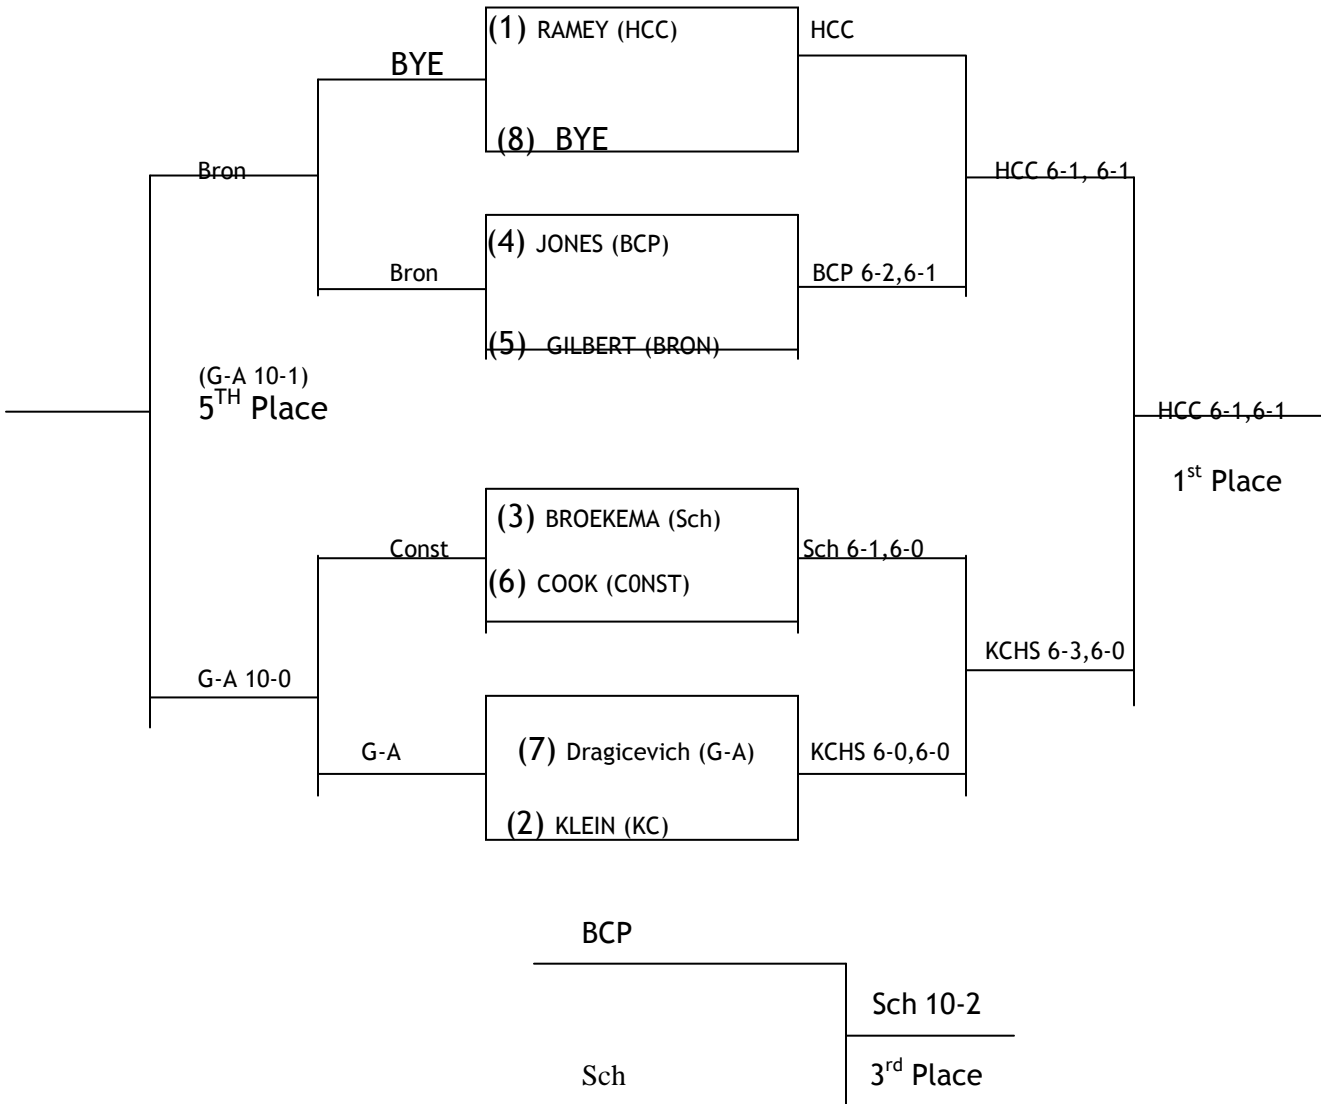 (1) RAMEY (HCC)
HCC
BYE
(8) BYE
Bron
HCC 6-1, 6-1
(4) JONES (BCP)
Bron
BCP 6-2,6-1
(5) GILBERT (BRON)
(G-A 10-1)
5TH Place
HCC 6-1,6-1
1st Place
(3) BROEKEMA (Sch)
Const
Sch 6-1,6-0
(6) COOK (C0NST)
KCHS 6-3,6-0
G-A 10-0
G-A
(7) Dragicevich (G-A)
KCHS 6-0,6-0
(2) KLEIN (KC)
BCP
Sch 10-2
Sch
3rd Place